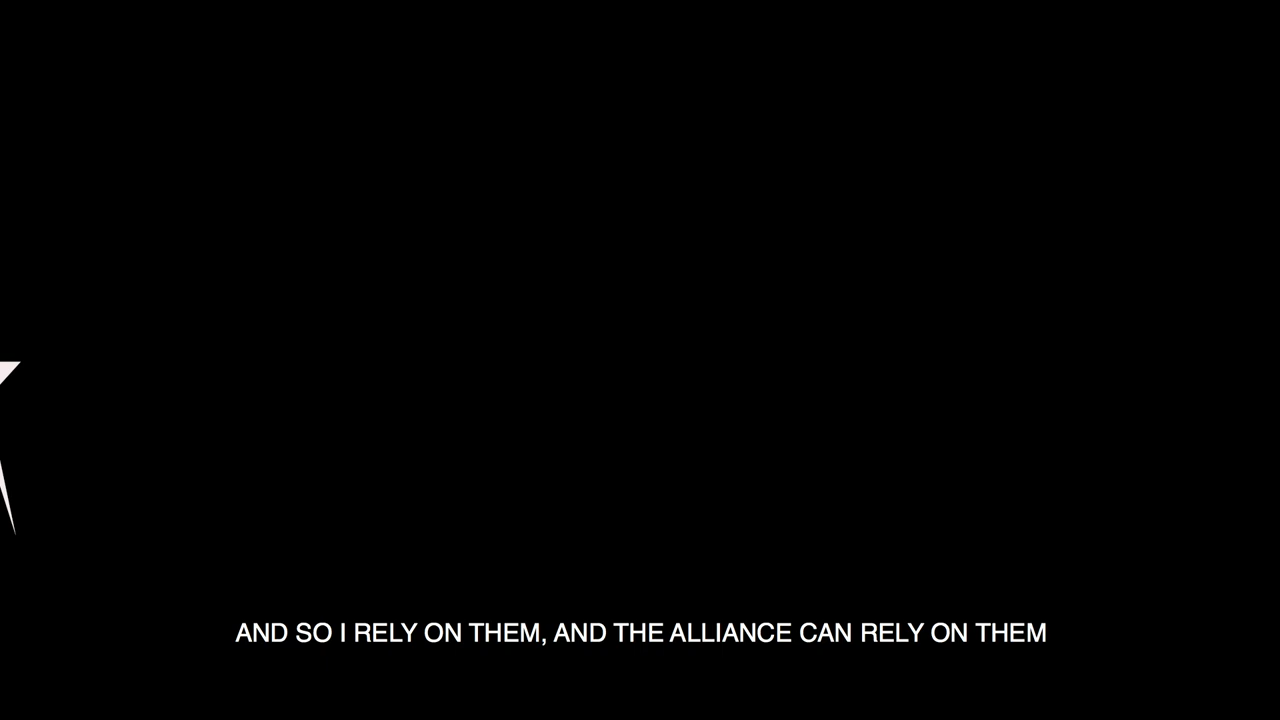 AND SO I RELY ON THEM, AND THE ALLIANCE CAN RELY ON THEM